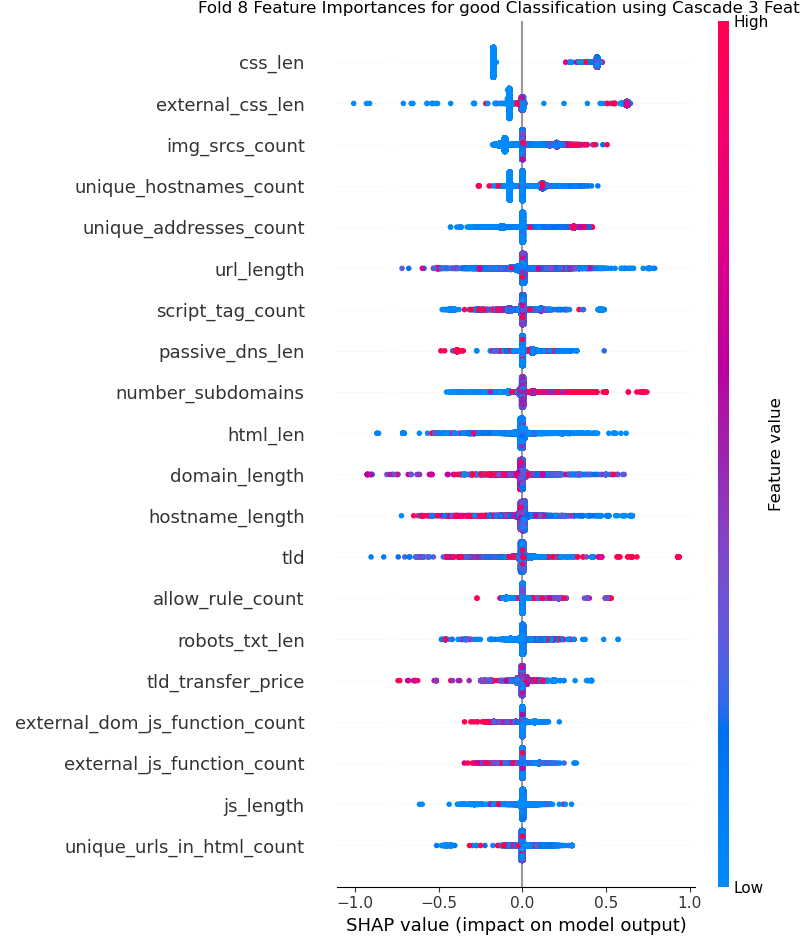 Fold 8 Feature Importances for good Classification using Cascade 3 Feat
High
css_len
external_css_len
img_srcs_count
unique_hostnames_count
unique_addresses_count
url_length
script_tag_count
passive_dns_len
number_subdomains
html_len
domain_length
hostname_length
tld
allow_rule_count
robots_txt_len
tld_transfer_price
external_dom_js_function_count
external_js_function_count
js_length
unique_urls_in_html_count
Feature value
Low
−1.0 −0.5 0.0 0.5 1.0
SHAP value (impact on model output)